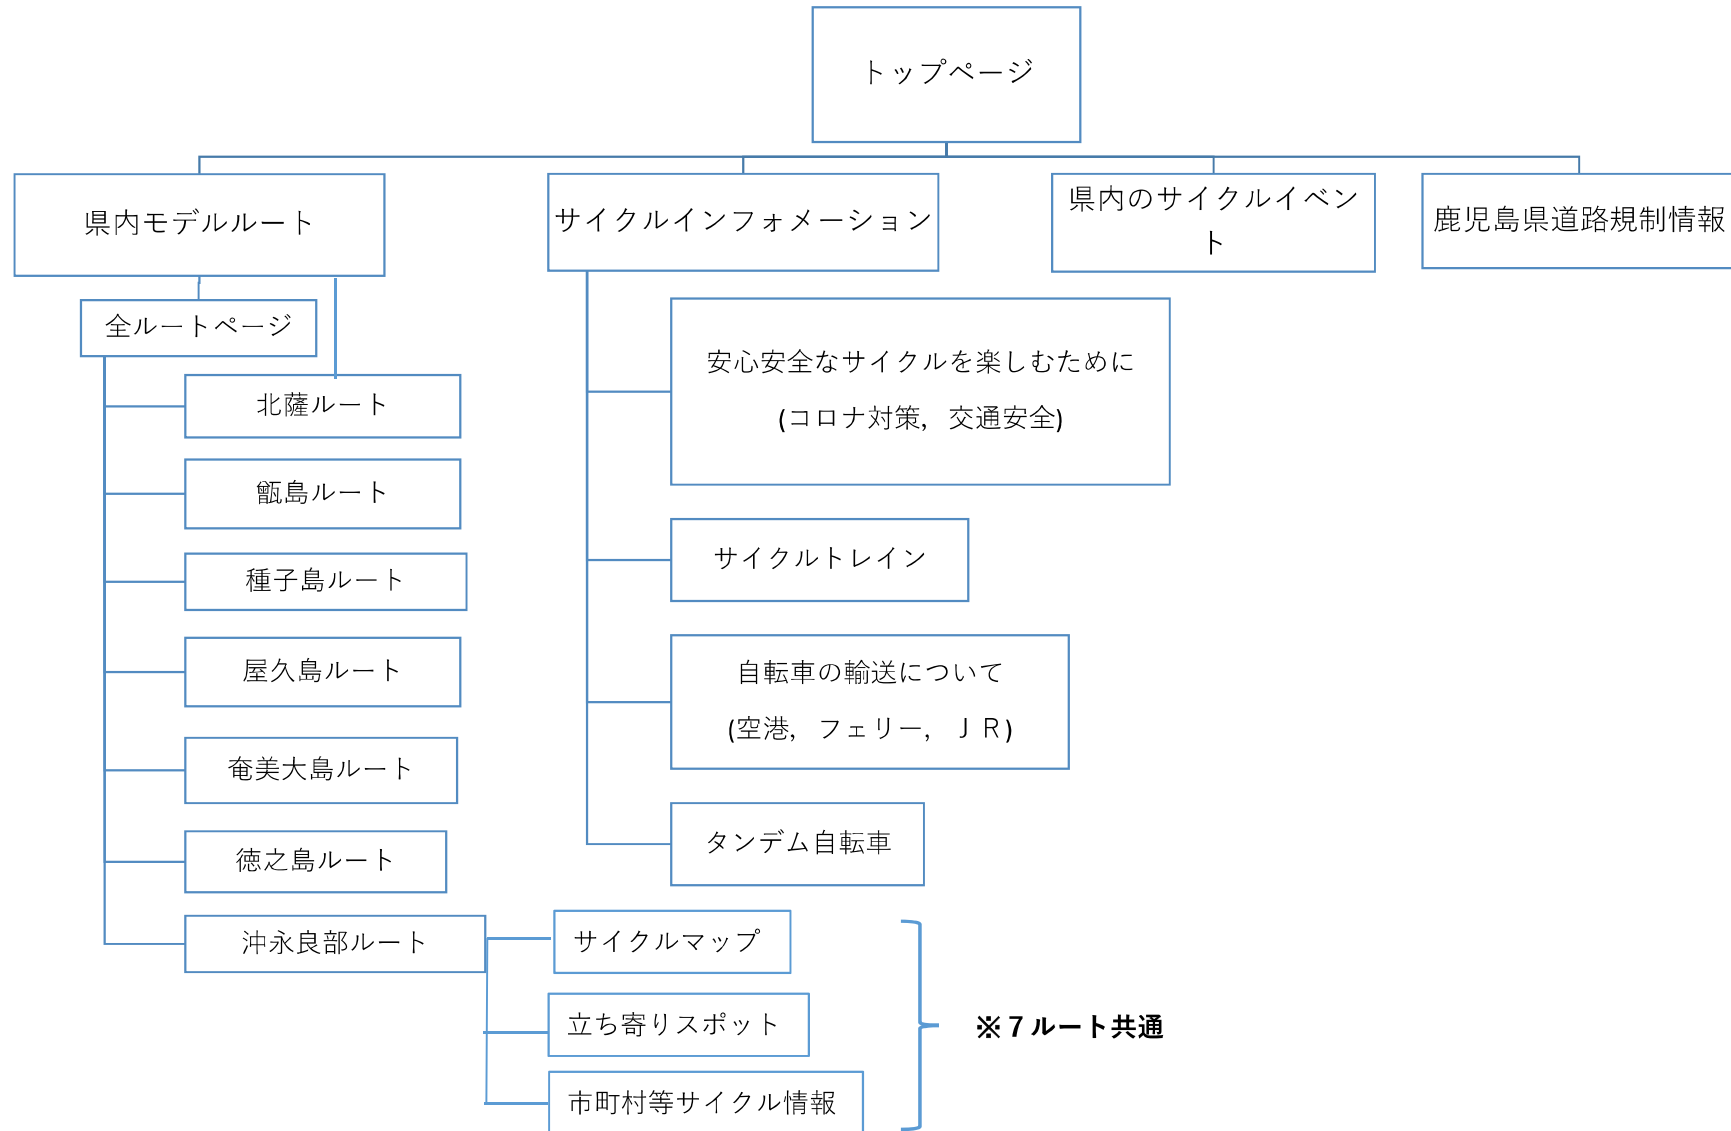 トップページ
県内モデルルート
サイクルインフォメーション
県内のサイクルイベン
ト
鹿児島県道路規制情報
全ルートページ
北薩ルート
甑島ルート
種子島ルート
屋久島ルート
奄美大島ルート
徳之島ルート
沖永良部ルート
安心安全なサイクルを楽しむために
(コロナ対策，交通安全)
サイクルトレイン
自転車の輸送について
(空港，フェリー，ＪＲ)
タンデム自転車
サイクルマップ
立ち寄りスポット
市町村等サイクル情報
※７ルート共通